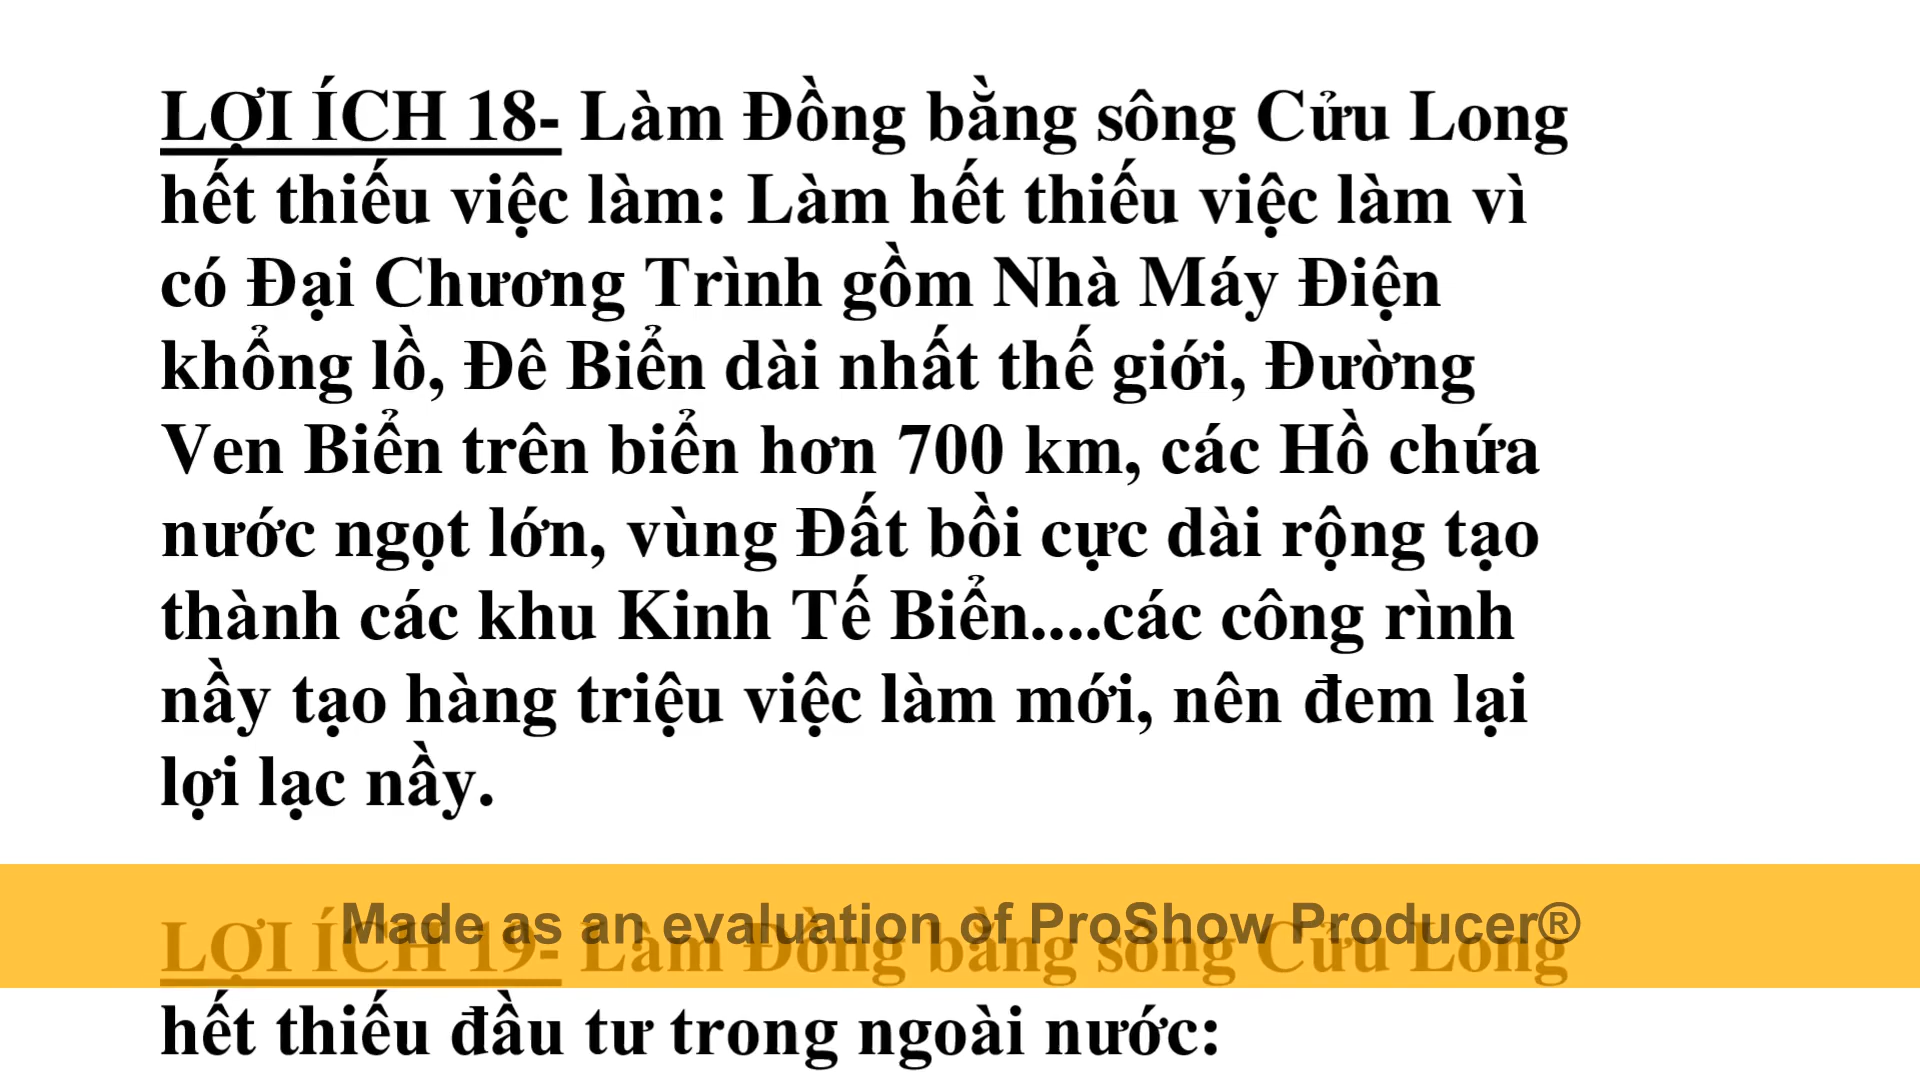 LỢI ÍCH 18- Làm Đồng bằng sông Cửu Long
hết thiếu việc làm: Làm hết thiếu việc làm vì
có Đại Chương Trình gồm Nhà Máy Điện
khổng lồ, Đê Biển dài nhất thế giới, Đường
Ven Biển trên biển hơn 700 km, các Hồ chứa
nước ngọt lớn, vùng Đất bồi cực dài rộng tạo
thành các khu Kinh Tế Biển....các công rình
nầy tạo hàng triệu việc làm mới, nên đem lại
lợi lạc nầy.
Made as an evaluation of ProShow Producer®
LỢI ÍCH 19- Làm Đồng bằng sông Cửu Long
hết thiếu đầu tư trong ngoài nước: